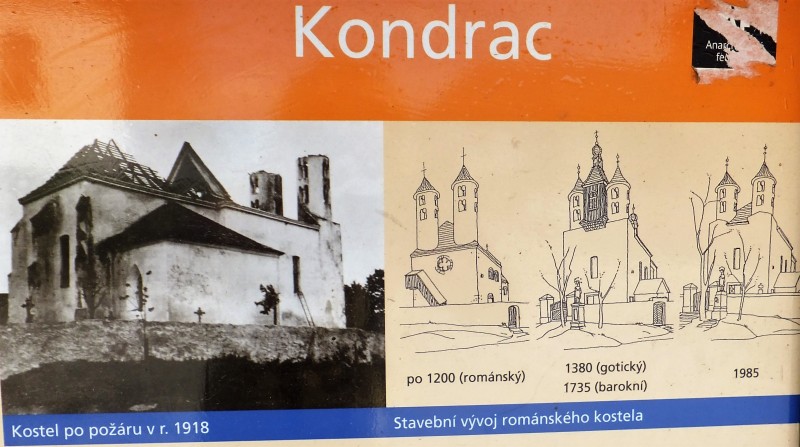 Kondrac
po 1200 (románský)
1380 (gotický)
1735 (barokní)
1985
Kostel po požáru v r. 1918
Stavební vývoj románského kostela